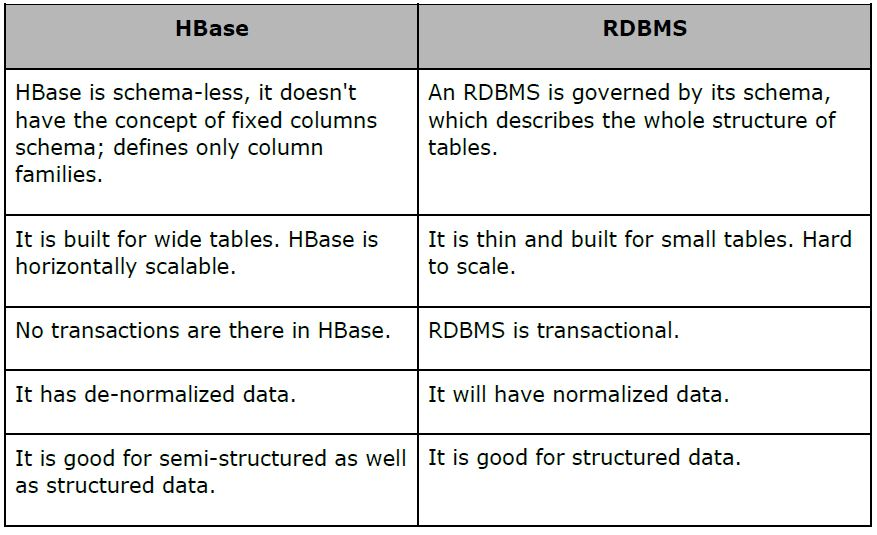 HBase
RDBMS
HBase is schema-less, it doesn't
have the concept of fixed columns
schema; defines only column
families.
An RDBMS is governed by its schema,
which describes the whole structure of
tables.
It is built for wide tables. HBase is
horizontally scalable.
It is thin and built for small tables. Hard
to scale.
No transactions are there in HBase.
RDBMS is transactional.
It has de-normalized data.
It will have normalized data.
It is good for semi-structured as well
as structured data.
It is good for structured data.